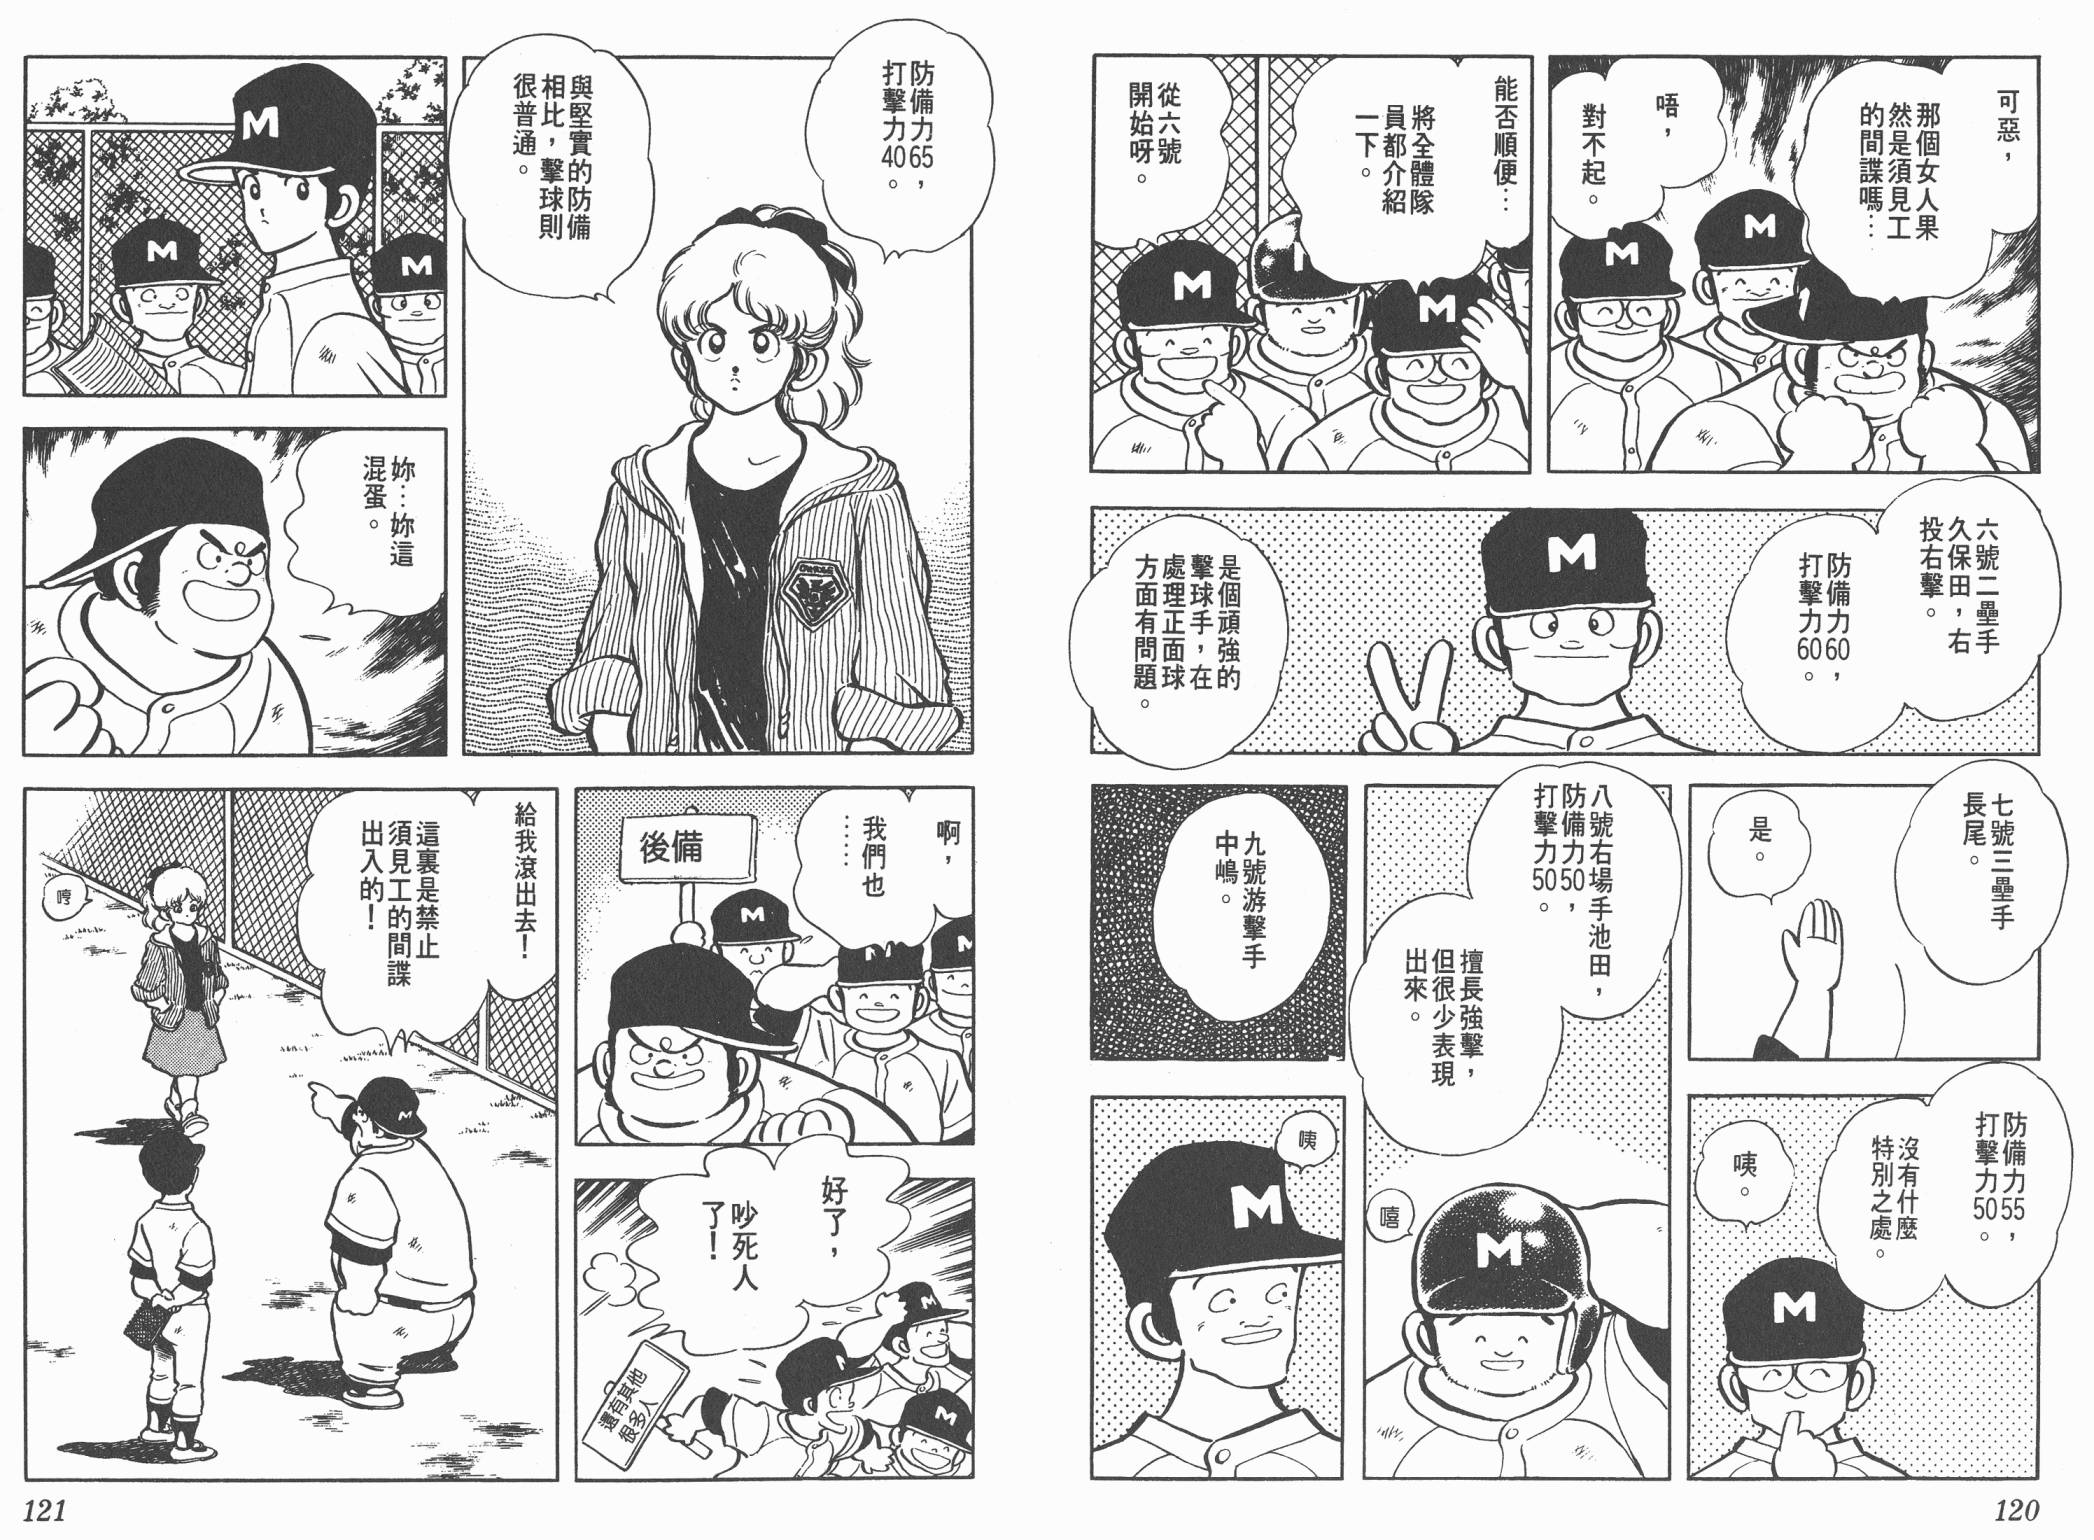 可惡，
那個女人果
然是須見工
的間諜嗎…
唔，
對不起。
能否順便…
將全體隊
員都介紹
一下。
從六號
開始呀。
M
M
M
M
M
六號二壘手
久保田，右
投右擊。
防備力60，
打擊力60。
M
是個頑強的
擊球手，在
處理正面球
方面有問題。
七號三壘手
長尾。
是。
防備力55，
打擊力50。
沒有什麼
特別之處。
咦。
M
八號右場手池田，
防備力50，
打擊力50。
擅長強擊，
但很少表現
出來。
嘻
M
九號游擊手
中嶋。
咦
M
120
防備力65，
打擊力40。
與堅實的防備
相比，擊球則
很普通。
M
M
M
妳…妳這
混蛋。
啊，
我們也
……
後備
M
M
M
好了，
吵死人
了！
還有其他
很多人
M
M
M
給我滾出去！
這裏是禁止
須見工的間諜
出入的！
哼
M
121